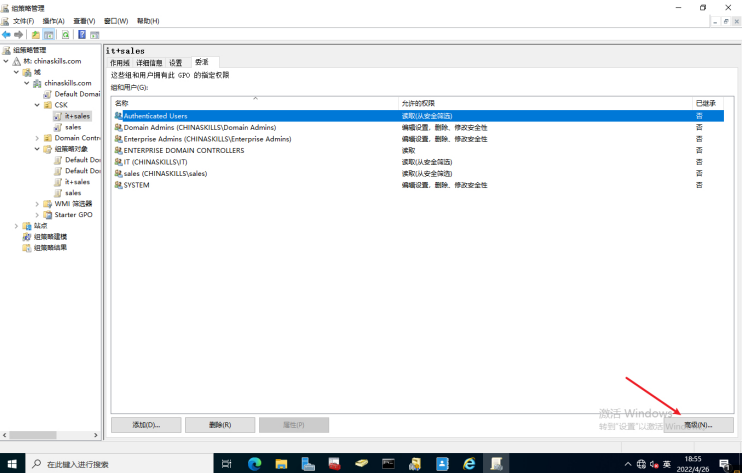 组策略管理
文件(F) 操作(A) 查看(V) 窗口(W) 帮助(H)
组策略管理
林: chinaskills.com
域
chinaskills.com
Default Domai
CSK
it+sales
sales
Domain Contr
组策略对象
Default Dor
Default Dor
it+sales
sales
WMI 筛选器
Starter GPO
站点
组策略建模
组策略结果
it+sales
作用域 详细信息 设置 委派
这些组和用户拥有此 GPO 的指定权限
组和用户(G):
名称 允许的权限 已继承
Authenticated Users 读取(从安全筛选) 否
Domain Admins (CHINASKILLS\Domain Admins) 编辑设置, 删除, 修改安全性 否
Enterprise Admins (CHINASKILLS\Enterprise Admins) 编辑设置, 删除, 修改安全性 否
ENTERPRISE DOMAIN CONTROLLERS 读取 否
IT (CHINASKILLS\IT) 读取(从安全筛选) 否
sales (CHINASKILLS\sales) 读取(从安全筛选) 否
SYSTEM 编辑设置, 删除, 修改安全性 否
激活 Windows
转到"设置"以激活 Win
添加(D)... 删除(R) 属性(P) 高级(N)...
在此键入进行搜索
英
18:55
2022/4/26